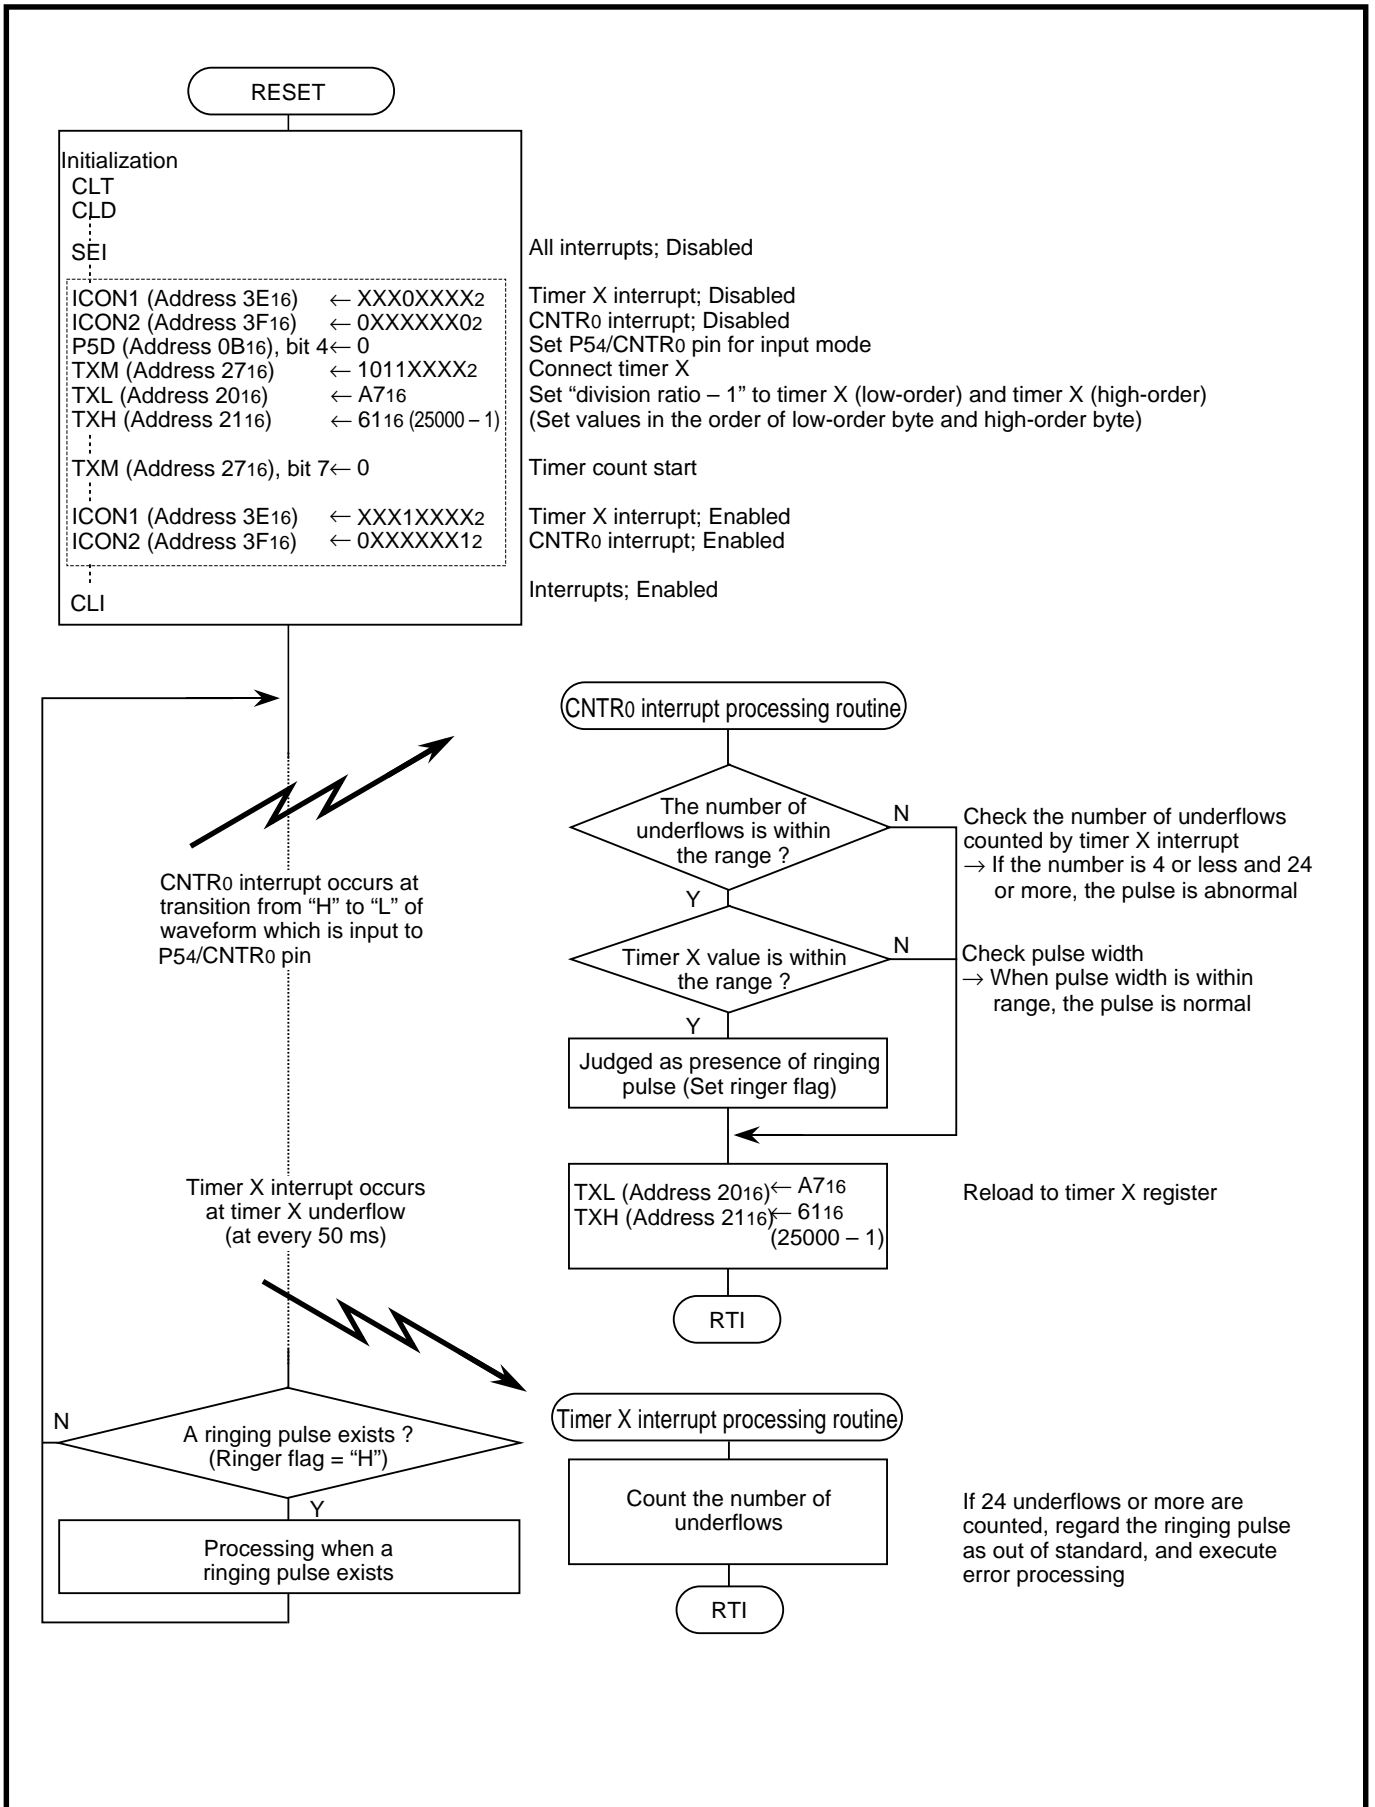 RESET
Initialization
CLT
CLD
SEI All interrupts; Disabled
ICON1 (Address 3E16) ← XXX0XXXX2 Timer X interrupt; Disabled
ICON2 (Address 3F16) ← 0XXXXXX02 CNTR0 interrupt; Disabled
P5D (Address 0B16), bit 4← 0 Set P54/CNTR0 pin for input mode
TXM (Address 2716) ← 1011XXXX2 Connect timer X
TXL (Address 2016) ← A716 Set “division ratio – 1” to timer X (low-order) and timer X (high-order)
TXH (Address 2116) ← 6116 (25000 – 1) (Set values in the order of low-order byte and high-order byte)
TXM (Address 2716), bit 7← 0 Timer count start
ICON1 (Address 3E16) ← XXX1XXXX2 Timer X interrupt; Enabled
ICON2 (Address 3F16) ← 0XXXXXX12 CNTR0 interrupt; Enabled
CLI Interrupts; Enabled
CNTR0 interrupt occurs at
transition from “H” to “L” of
waveform which is input to
P54/CNTR0 pin
Timer X interrupt occurs
at timer X underflow
(at every 50 ms)
N
A ringing pulse exists ?
(Ringer flag = “H”)
Y
Processing when a
ringing pulse exists
CNTR0 interrupt processing routine
The number of
underflows is within
the range ?
N
Y
Check the number of underflows
counted by timer X interrupt
→ If the number is 4 or less and 24
or more, the pulse is abnormal
Timer X value is within
the range ?
N
Y
Check pulse width
→ When pulse width is within
range, the pulse is normal
Judged as presence of ringing
pulse (Set ringer flag)
TXL (Address 2016)← A716
TXH (Address 2116)← 6116
(25000 – 1)
Reload to timer X register
RTI
Timer X interrupt processing routine
Count the number of
underflows
If 24 underflows or more are
counted, regard the ringing pulse
as out of standard, and execute
error processing
RTI